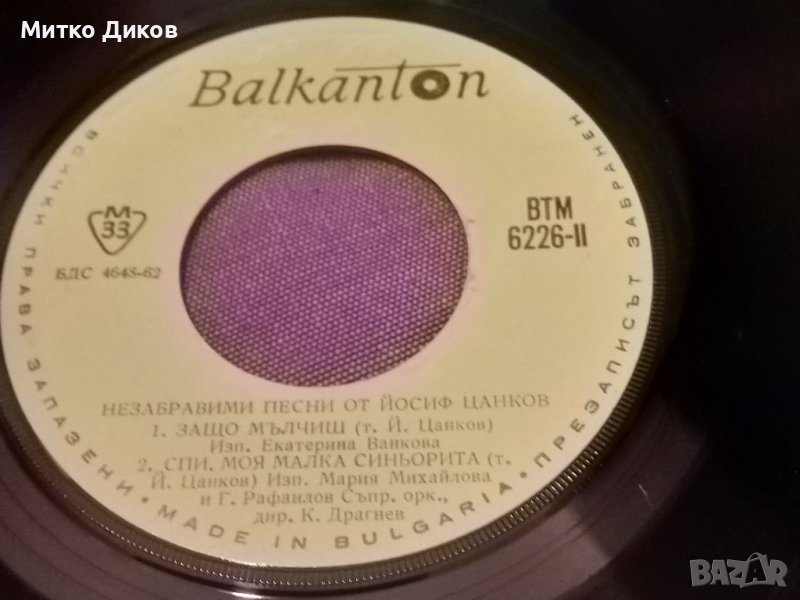 Митко Диков
Balkanton
ВСИЧКИ ПРАВА ЗАПАЗЕНИ • MADE IN BULGARIA • ПРЕЗАПИСЪТ ЗАБРАНЕН
M
33
БДС 4648-62
ВТМ
6226-II
НЕЗАБРАВИМИ ПЕСНИ ОТ ЙОСИФ ЦАНКОВ
1. ЗАЩО МЪЛЧИШ (т. Й. Цанков)
Изп. Екатерина Ванкова
2. СПИ, МОЯ МАЛКА СИНЬОРИТА (т.
Й. Цанков) Изп. Мария Михайлова
и Г. Рафаилов Съпр. орк.,
дир. К. Драгнев
BAZAR